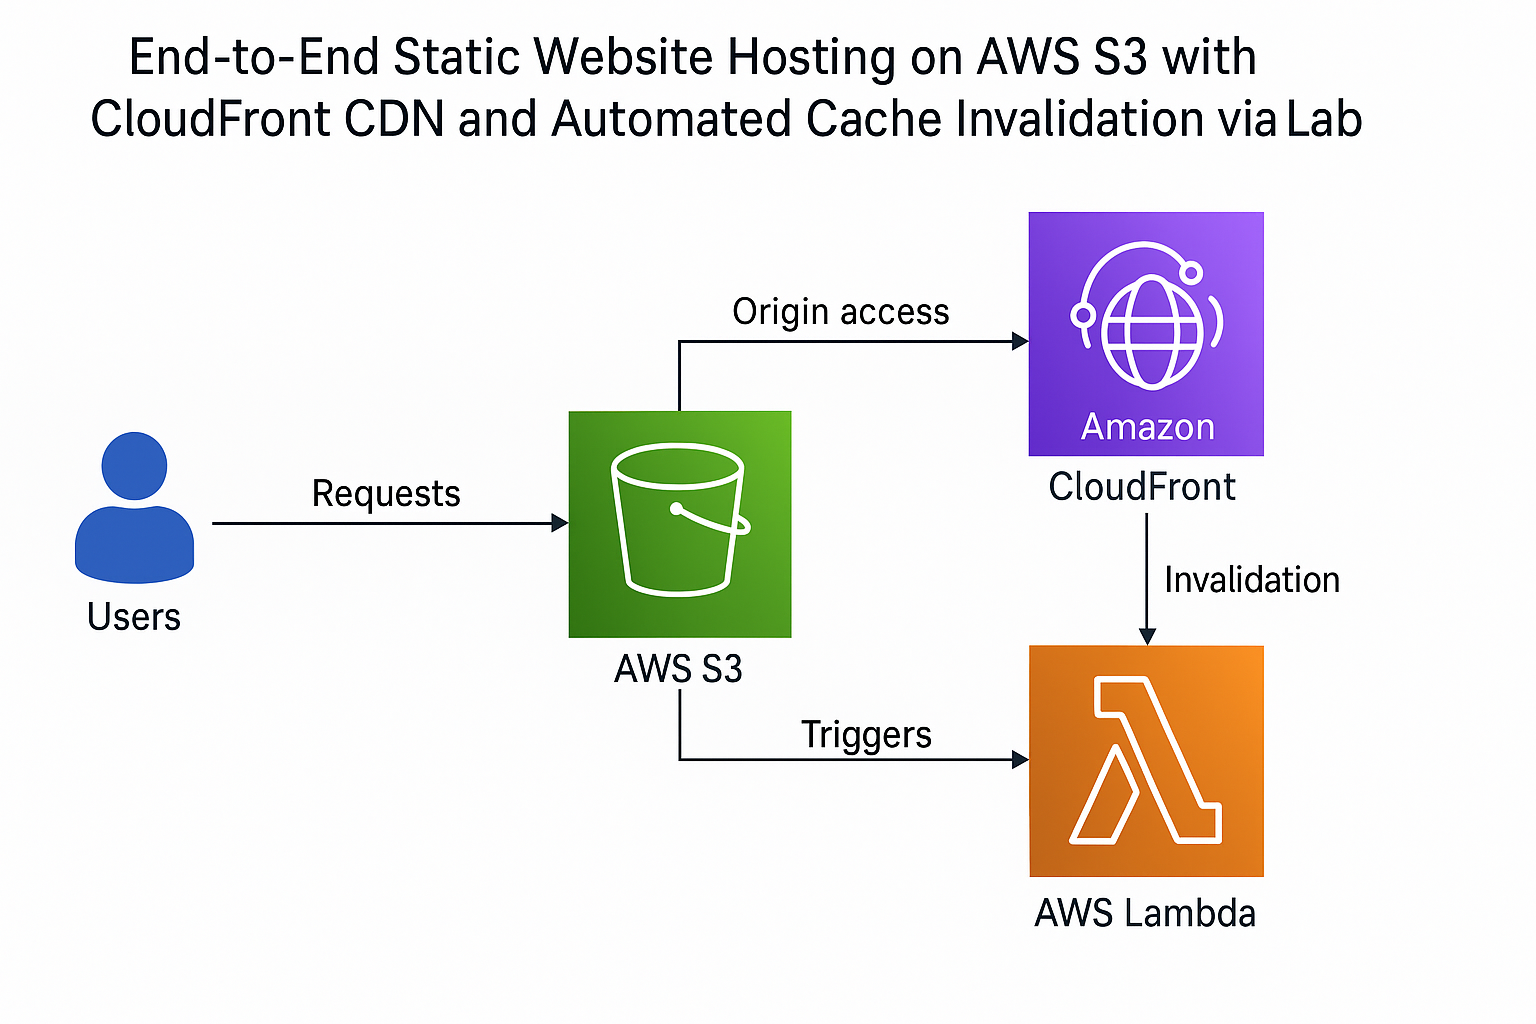 End-to-End Static Website Hosting on AWS S3 with
CloudFront CDN and Automated Cache Invalidation via Lab
Origin access
Amazon
CloudFront
Requests
Users
AWS S3
Invalidation
Triggers
AWS Lambda